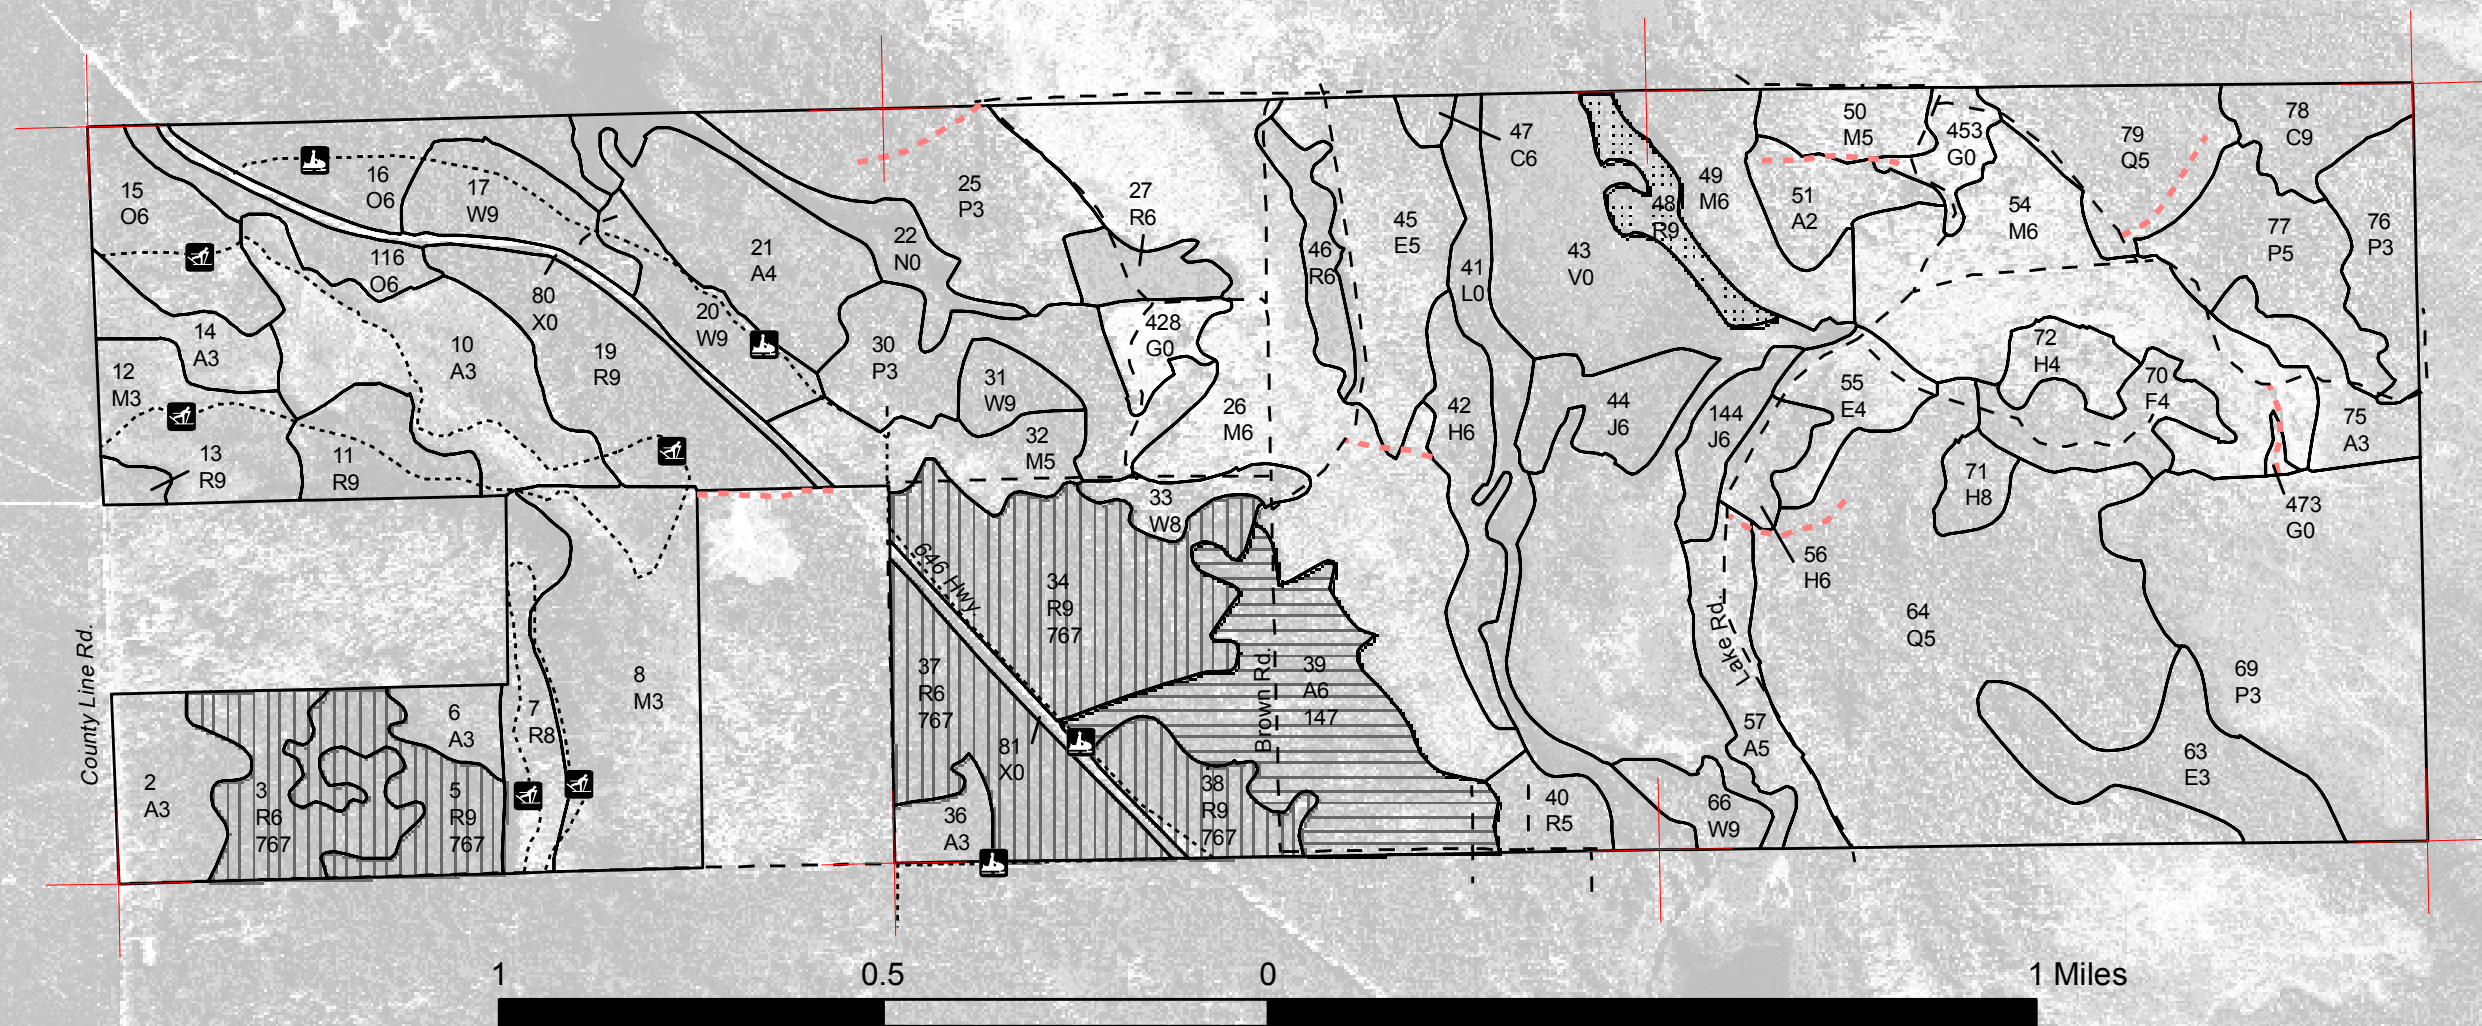 15
O6
16
O6
17
W9
116
O6
14
A3
12
M3
13
R9
11
R9
10
A3
80
X0
19
R9
20
W9
21
A4
22
N0
25
P3
27
R6
30
P3
31
W9
32
M5
428
G0
26
M6
33
W8
46
R6
45
E5
41
L0
42
H6
47
C6
43
V0
44
J6
144
J6
48
R9
49
M6
50
M5
51
A2
453
G0
54
M6
79
Q5
78
C9
77
P5
76
P3
72
H4
70
F4
75
A3
55
E4
71
H8
473
G0
56
H6
64
Q5
69
P3
63
E3
57
A5
66
W9
40
R5
39
A6
147
38
R9
767
34
R9
767
37
R6
767
81
X0
36
A3
8
M3
7
R8
6
A3
5
R9
767
3
R6
767
2
A3
County Line Rd.
646 Hwy
Brown Rd.
Lake Rd.
1
0.5
0
1 Miles